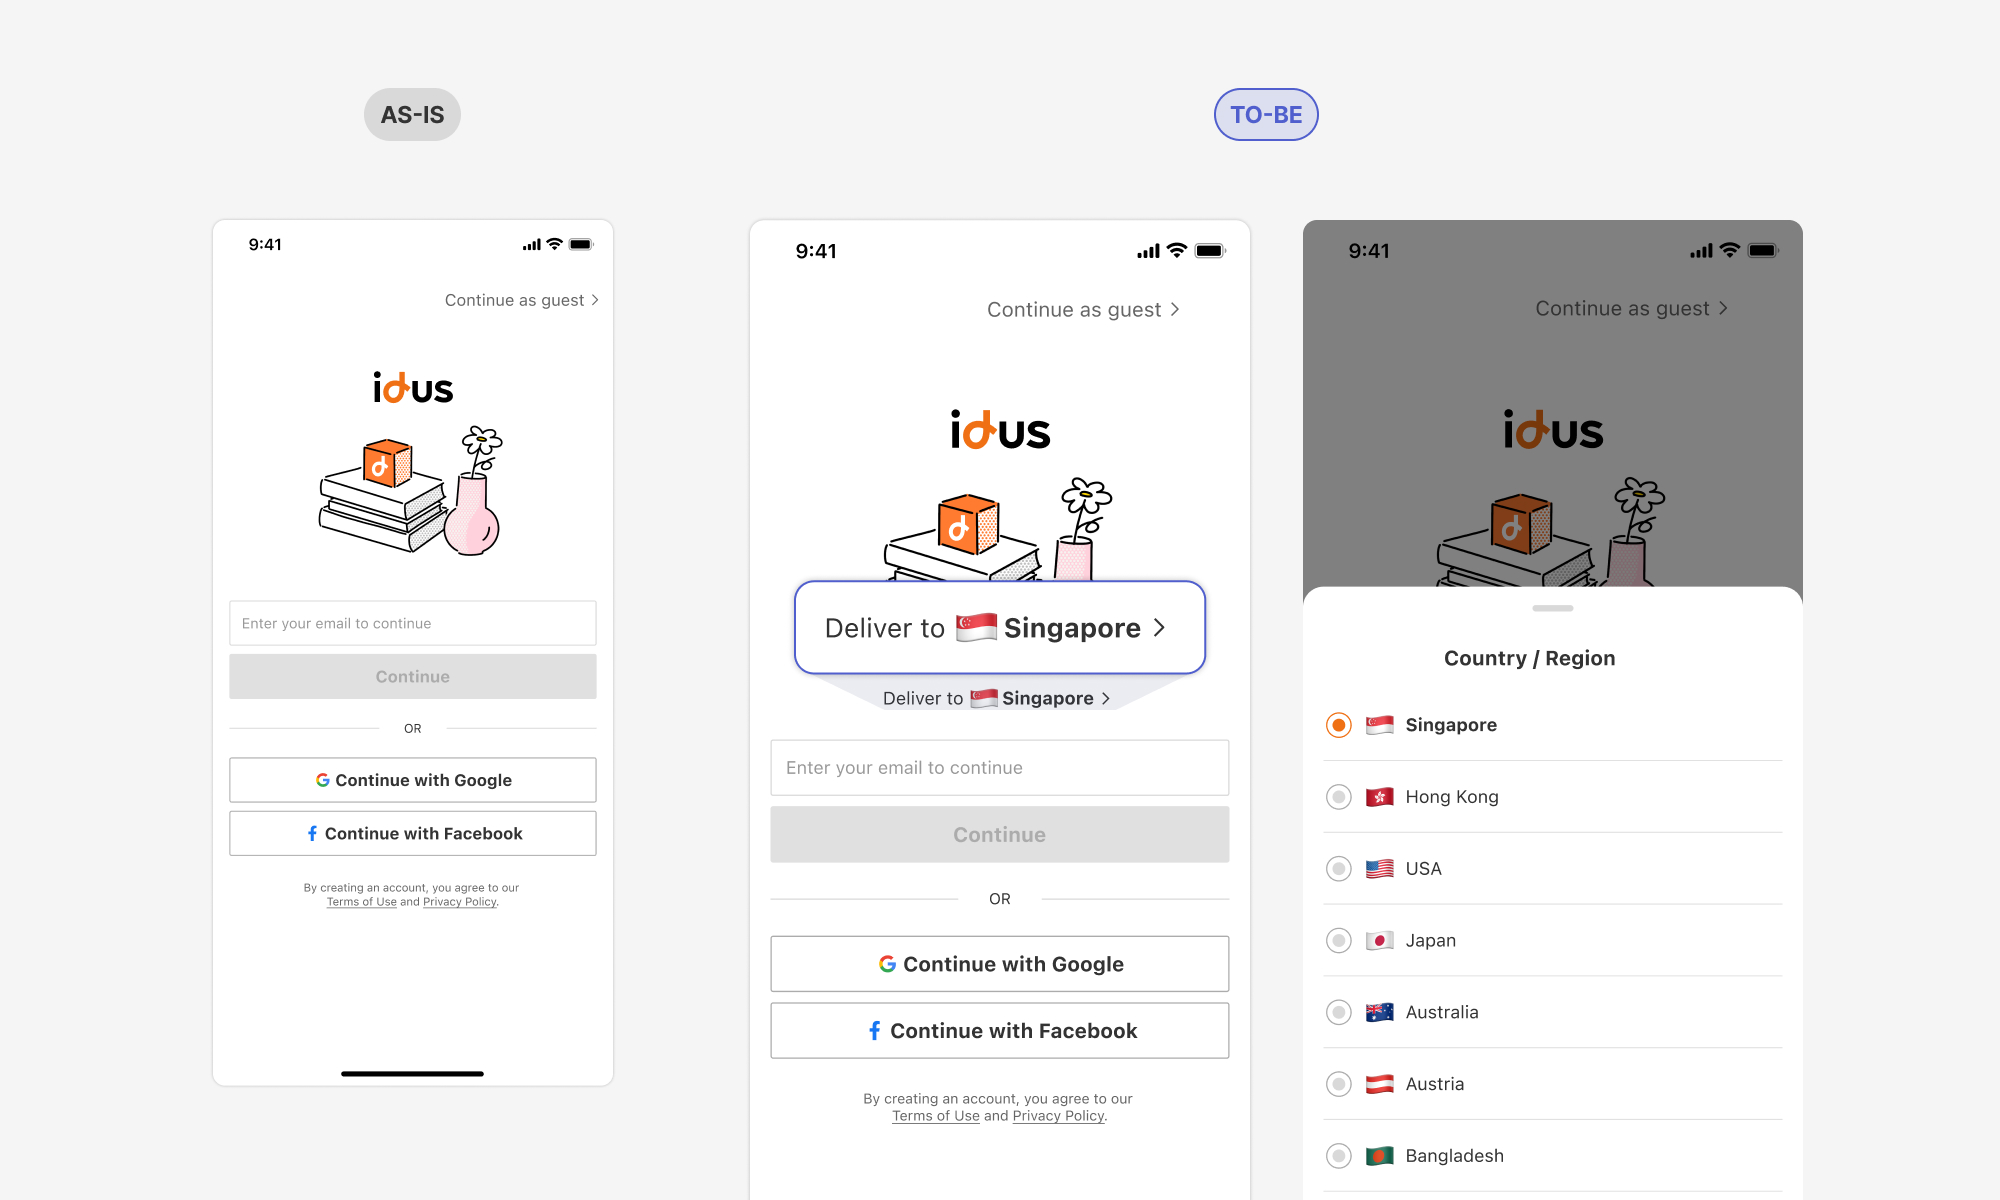 AS-IS
TO-BE
9:41
Continue as guest
idus
Enter your email to continue
Continue
OR
Continue with Google
Continue with Facebook
By creating an account, you agree to our
Terms of Use and Privacy Policy.
9:41
Continue as guest
idus
Deliver to Singapore
Deliver to Singapore
Enter your email to continue
Continue
OR
Continue with Google
Continue with Facebook
By creating an account, you agree to our
Terms of Use and Privacy Policy.
9:41
Continue as guest
idus
Country / Region
Singapore
Hong Kong
USA
Japan
Australia
Austria
Bangladesh